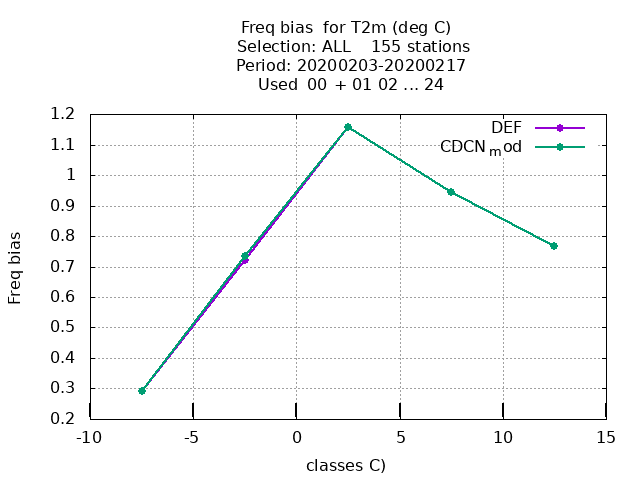 Freq bias  for T2m (deg C)
Selection: ALL    155 stations
Period: 20200203-20200217
Used  00 + 01 02 ... 24
DEF
CDCNmod
1.2
1.1
1
0.9
0.8
0.7
0.6
0.5
0.4
0.3
0.2
Freq bias
-10
-5
0
5
10
15
classes C)